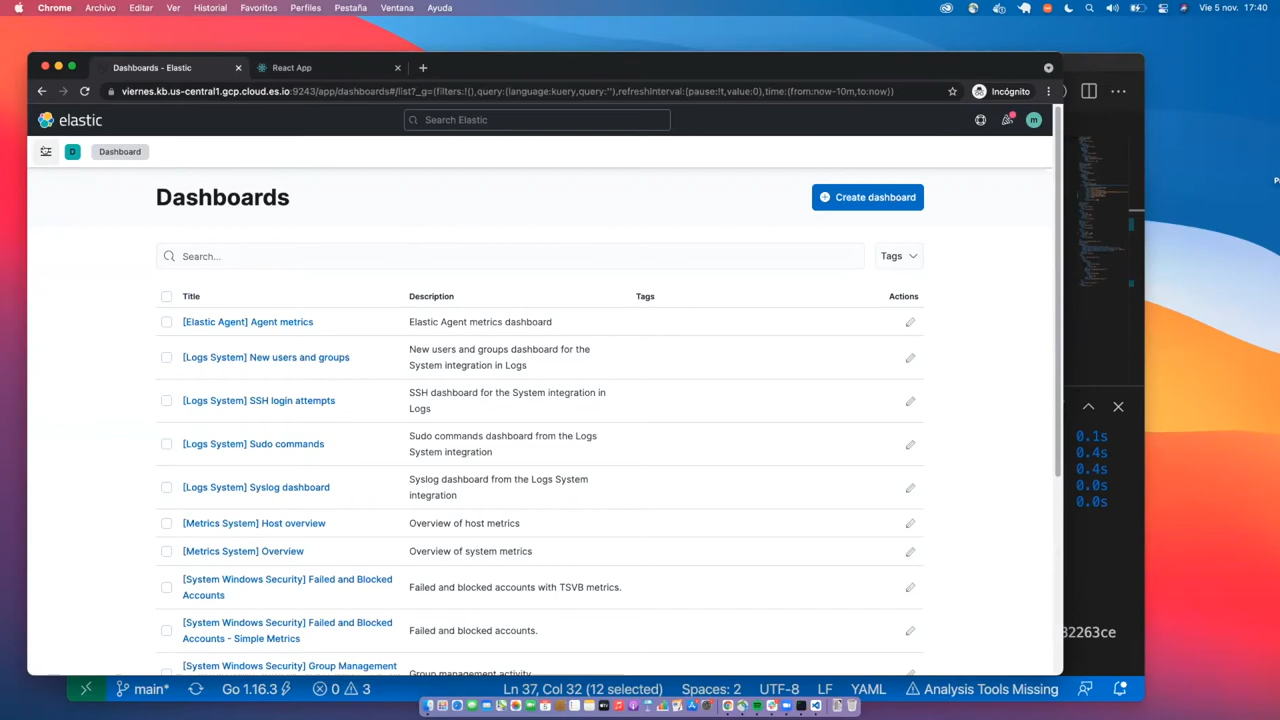 Chrome Archivo Editar Ver Historial Favoritos Perfiles Pestaña Ventana Ayuda Vie 5 nov. 17:40
Dashboards - Elastic React App
viernes.kb.us-central1.gcp.cloud.es.io:9243/app/dashboards#/list?_g=(filters:!(),query:(language:kuery,query:''),refreshInterval:(pause:!t,value:0),time:(from:now-10m,to:now)) Incógnito
elastic Search Elastic m
D Dashboard
Dashboards Create dashboard
Search... Tags
Title Description Tags Actions
[Elastic Agent] Agent metrics Elastic Agent metrics dashboard
[Logs System] New users and groups New users and groups dashboard for the
System integration in Logs
[Logs System] SSH login attempts SSH dashboard for the System integration in
Logs
[Logs System] Sudo commands Sudo commands dashboard from the Logs
System integration
[Logs System] Syslog dashboard Syslog dashboard from the Logs System
integration
[Metrics System] Host overview Overview of host metrics
[Metrics System] Overview Overview of system metrics
[System Windows Security] Failed and Blocked
Accounts Failed and blocked accounts with TSVB metrics.
[System Windows Security] Failed and Blocked
Accounts - Simple Metrics Failed and blocked accounts.
[System Windows Security] Group Management Group management activity.
0.1s
0.4s
0.4s
0.0s
0.0s
32263ce
main* Go 1.16.3 0 3 Ln 37, Col 32 (12 selected) Spaces: 2 UTF-8 LF YAML Analysis Tools Missing